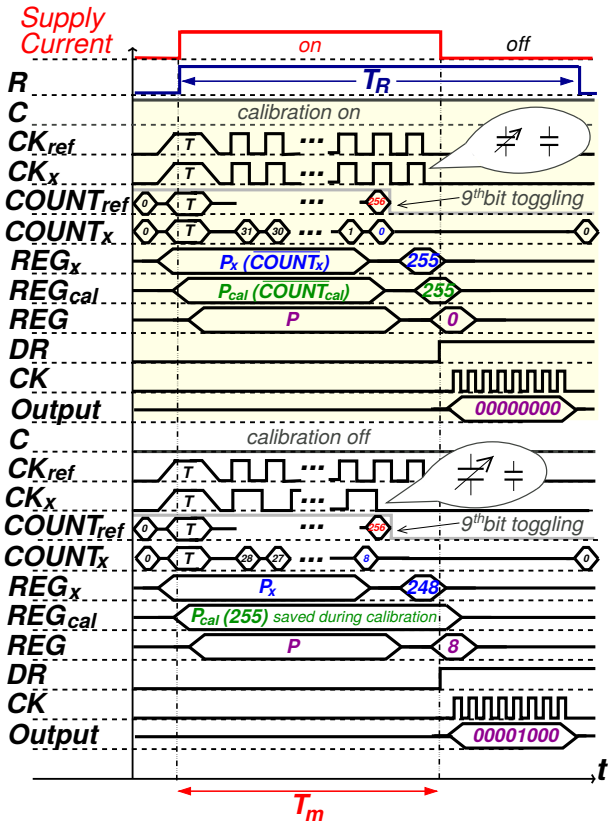 Supply
Current on off
R T_R
C calibration on
CK_ref T ...
CK_x T ...
COUNT_ref 0 T ... 256 9th bit toggling
COUNT_x 0 T 31 30 ... 1 0 0
REG_x P_x (COUNT_x) 255
REG_cal P_cal (COUNT_cal) 255
REG P 0
DR
CK
Output 00000000
C calibration off
CK_ref T ...
CK_x T ...
COUNT_ref 0 T ... 256 9th bit toggling
COUNT_x 0 T 28 27 ... 8 0
REG_x P_x 248
REG_cal P_cal (255) saved during calibration
REG P 8
DR
CK
Output 00001000
t
T_m